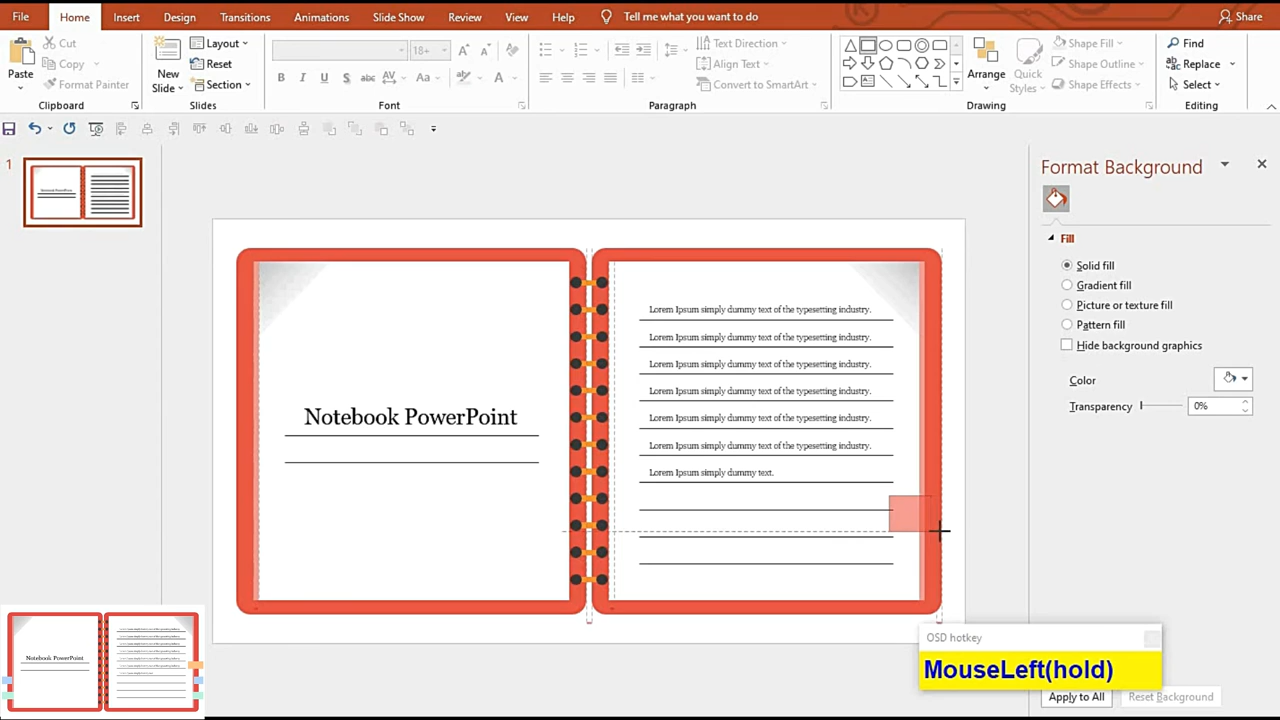 File Home Insert Design Transitions Animations Slide Show Review View Help Tell me what you want to do Share
Paste
Cut
Copy
Format Painter
Clipboard
New
Slide
Layout
Reset
Section
Slides
18+
B I U S abc AV Aa A
Font
Text Direction
Align Text
Convert to SmartArt
Paragraph
Arrange
Quick
Styles
Shape Fill
Shape Outline
Shape Effects
Drawing
Find
Replace
Select
Editing
1
Notebook PowerPoint
Lorem Ipsum simply dummy text of the typesetting industry.
Lorem Ipsum simply dummy text of the typesetting industry.
Lorem Ipsum simply dummy text of the typesetting industry.
Lorem Ipsum simply dummy text of the typesetting industry.
Lorem Ipsum simply dummy text of the typesetting industry.
Lorem Ipsum simply dummy text of the typesetting industry.
Lorem Ipsum simply dummy text.
Format Background
Fill
Solid fill
Gradient fill
Picture or texture fill
Pattern fill
Hide background graphics
Color
Transparency 0%
Notebook PowerPoint
OSD hotkey
MouseLeft(hold)
Apply to All Reset Background